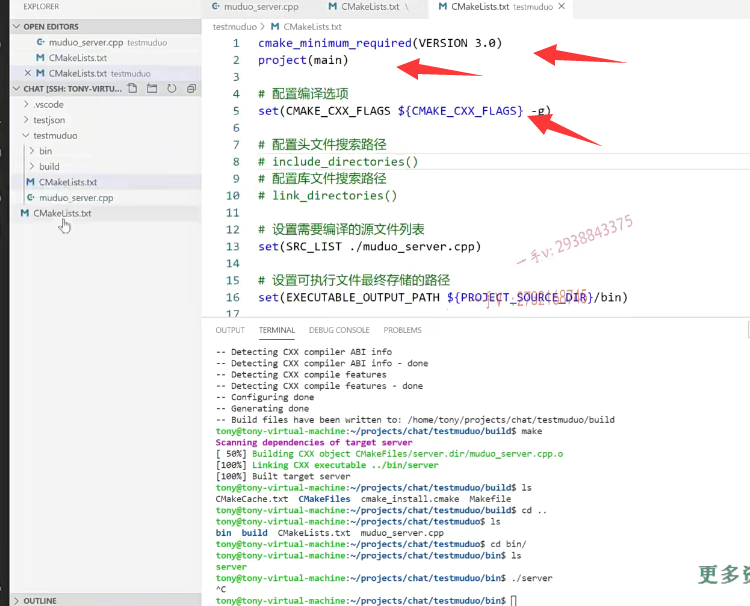 EXPLORER
OPEN EDITORS
muduo_server.cpp testmuduo
CMakeLists.txt
CMakeLists.txt testmuduo
CHAT [SSH: TONY-VIRTU...
.vscode
testjson
testmuduo
bin
build
CMakeLists.txt
muduo_server.cpp
CMakeLists.txt
OUTLINE
muduo_server.cpp
CMakeLists.txt .\
CMakeLists.txt testmuduo
testmuduo > CMakeLists.txt
1 cmake_minimum_required(VERSION 3.0)
2 project(main)
3
4 # 配置编译选项
5 set(CMAKE_CXX_FLAGS ${CMAKE_CXX_FLAGS} -g)
6
7 # 配置头文件搜索路径
8 # include_directories()
9 # 配置库文件搜索路径
10 # link_directories()
11
12 # 设置需要编译的源文件列表
13 set(SRC_LIST ./muduo_server.cpp)
14
15 # 设置可执行文件最终存储的路径
16 set(EXECUTABLE_OUTPUT_PATH ${PROJECT_SOURCE_DIR}/bin)
17
一手v: 2938843375
OUTPUT TERMINAL DEBUG CONSOLE PROBLEMS
-- Detecting CXX compiler ABI info
-- Detecting CXX compiler ABI info - done
-- Detecting CXX compile features
-- Detecting CXX compile features - done
-- Configuring done
-- Generating done
-- Build files have been written to: /home/tony/projects/chat/testmuduo/build
tony@tony-virtual-machine:~/projects/chat/testmuduo/build$ make
Scanning dependencies of target server
[ 50%] Building CXX object CMakeFiles/server.dir/muduo_server.cpp.o
[100%] Linking CXX executable ../bin/server
[100%] Built target server
tony@tony-virtual-machine:~/projects/chat/testmuduo/build$ ls
CMakeCache.txt CMakeFiles cmake_install.cmake Makefile
tony@tony-virtual-machine:~/projects/chat/testmuduo/build$ cd ..
tony@tony-virtual-machine:~/projects/chat/testmuduo$ ls
bin build CMakeLists.txt muduo_server.cpp
tony@tony-virtual-machine:~/projects/chat/testmuduo$ cd bin/
tony@tony-virtual-machine:~/projects/chat/testmuduo/bin$ ls
server
tony@tony-virtual-machine:~/projects/chat/testmuduo/bin$ ./server
^C
tony@tony-virtual-machine:~/projects/chat/testmuduo/bin$
更多资